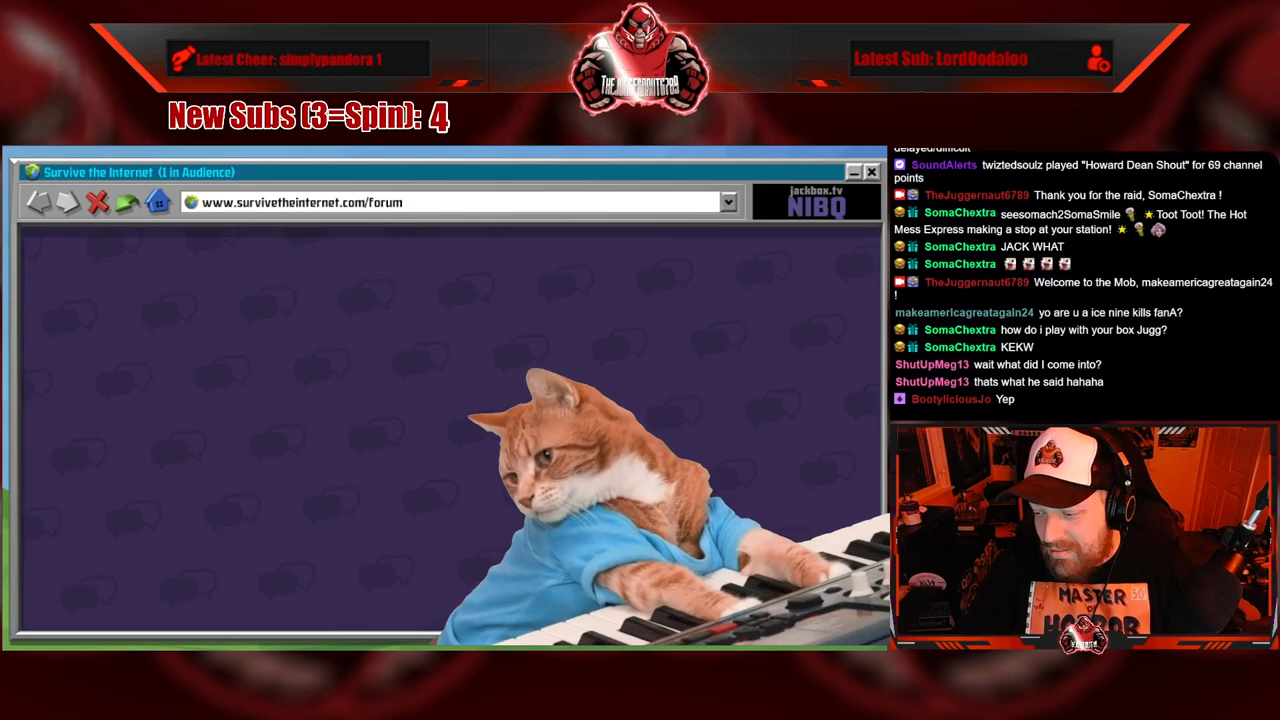 Latest Cheer: simplypandora 1
THEJUGGERNAUT6789
Latest Sub: LordOodaloo
New Subs (3=Spin): 4
Survive the Internet (1 in Audience)
www.survivetheinternet.com/forum
jackbox.tv
NIBQ
delayed/difficult
SoundAlerts twiztedsoulz played "Howard Dean Shout" for 69 channel
points
TheJuggernaut6789 Thank you for the raid, SomaChextra !
SomaChextra seesomach2SomaSmile Toot Toot! The Hot
Mess Express making a stop at your station!
SomaChextra JACK WHAT
SomaChextra
TheJuggernaut6789 Welcome to the Mob, makeamericagreatagain24
!
makeamericagreatagain24 yo are u a ice nine kills fanA?
SomaChextra how do i play with your box Jugg?
SomaChextra KEKW
ShutUpMeg13 wait what did I come into?
ShutUpMeg13 thats what he said hahaha
BootyliciousJo Yep
MASTER
OF
HORROR